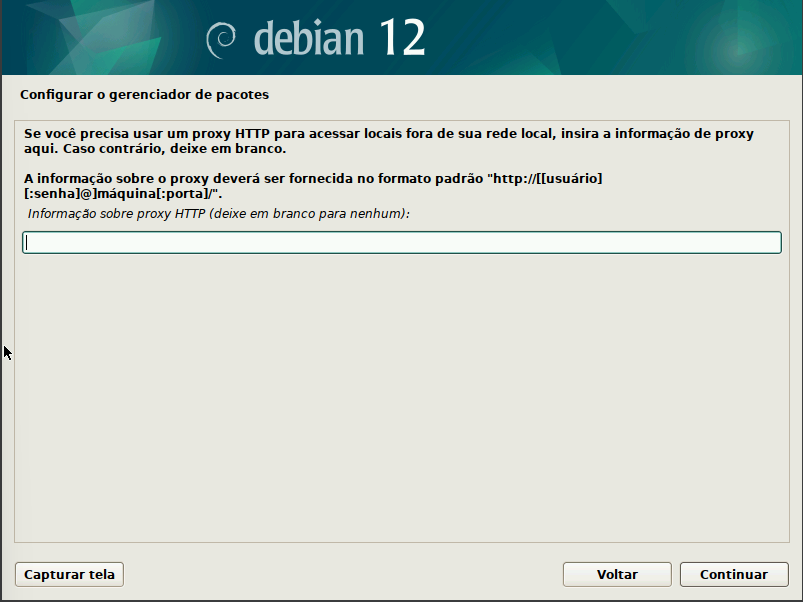 debian 12
Configurar o gerenciador de pacotes
Se você precisa usar um proxy HTTP para acessar locais fora de sua rede local, insira a informação de proxy
aqui. Caso contrário, deixe em branco.
A informação sobre o proxy deverá ser fornecida no formato padrão "http://[[usuário]
[:senha]@]máquina[:porta]/".
Informação sobre proxy HTTP (deixe em branco para nenhum):
Capturar tela
Voltar
Continuar